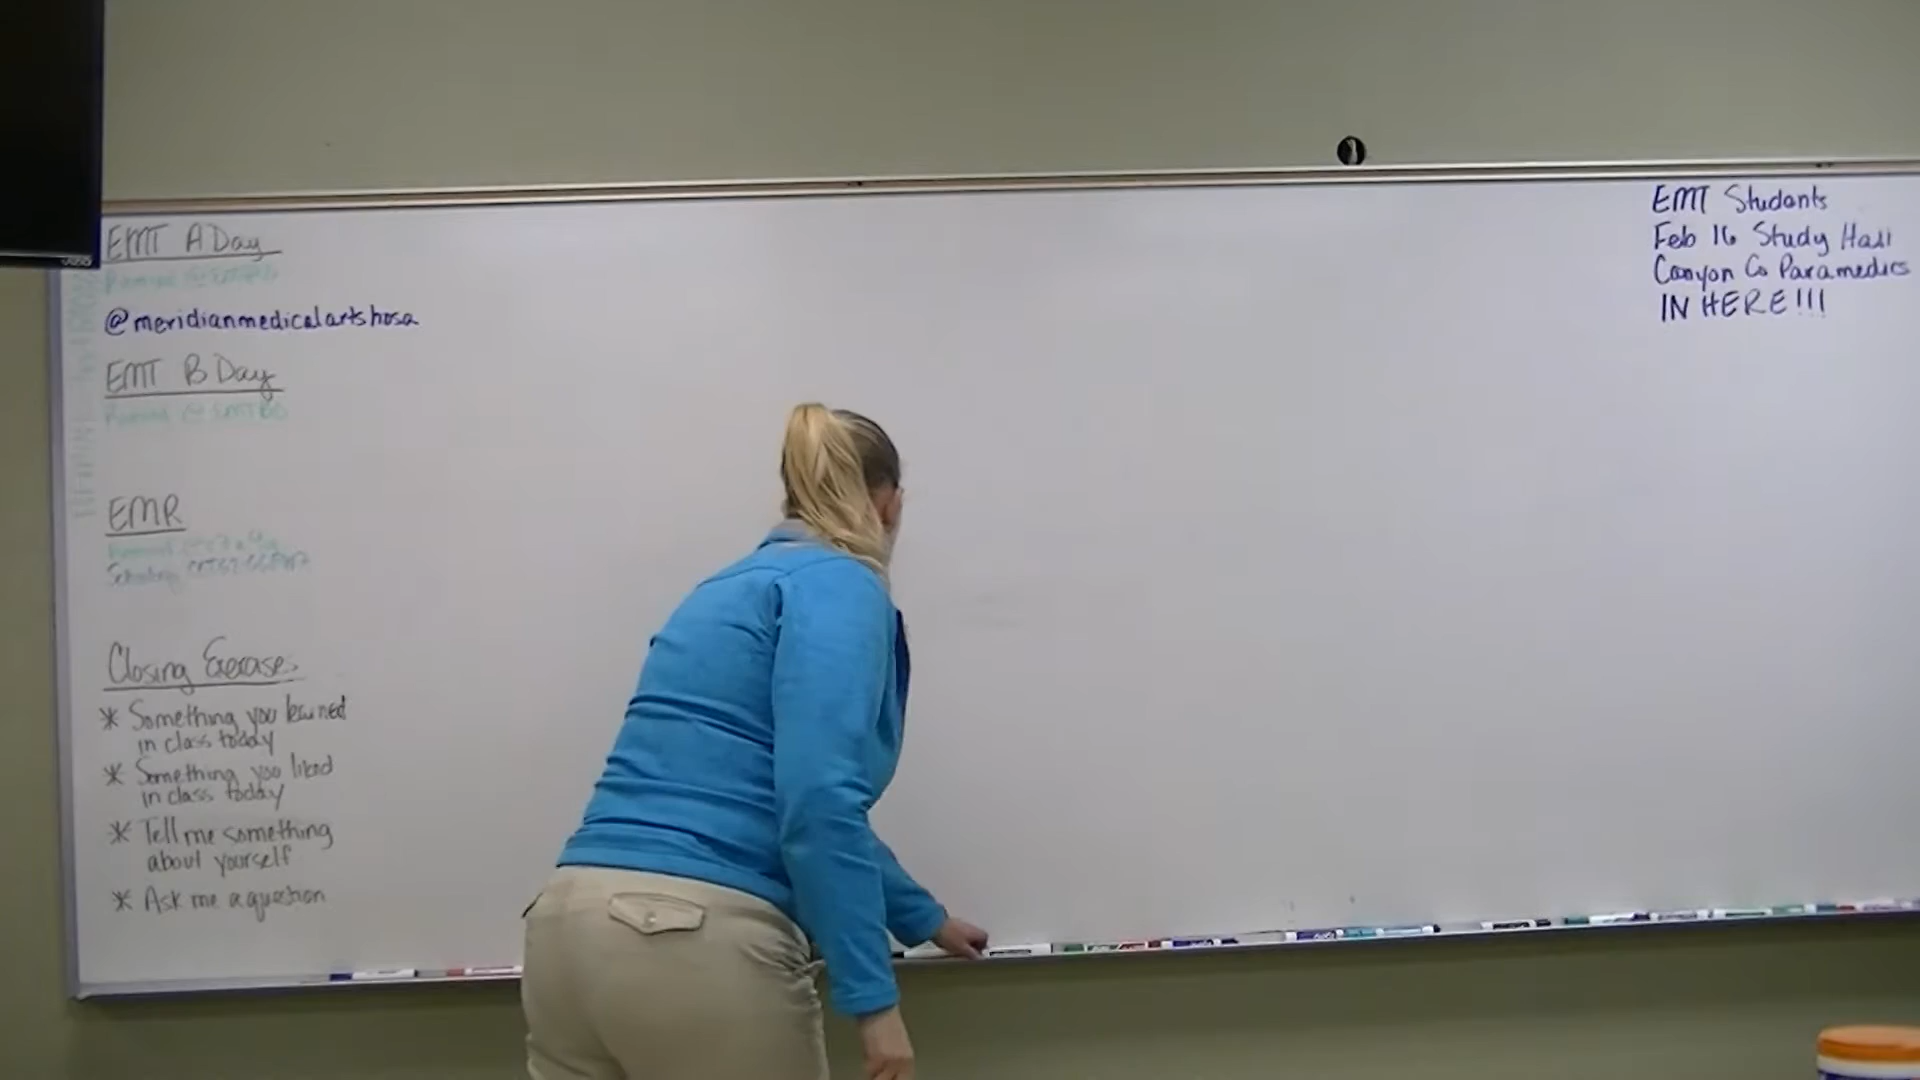 EMT A Day
@meridianmedicalartshosa
EMT B Day
EMR
Closing Exercises
* Something you learned
in class today
* Something you liked
in class today
* Tell me something
about yourself
* Ask me a question
EMT Students
Feb 16 Study Hall
Canyon Co Paramedics
IN HERE!!!